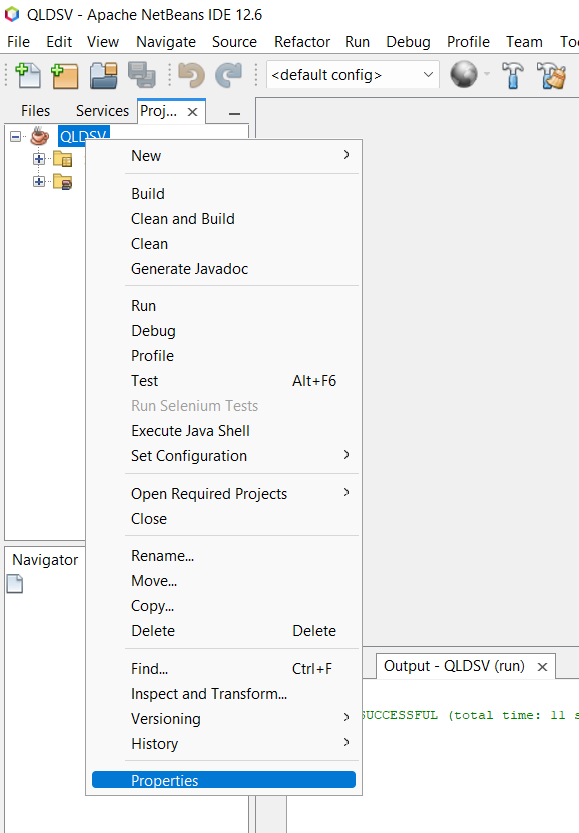 QLDSV - Apache NetBeans IDE 12.6
File Edit View Navigate Source Refactor Run Debug Profile Team
<default config>
Files Services Proj...
QLDSV
New
Build
Clean and Build
Clean
Generate Javadoc
Run
Debug
Profile
Test Alt+F6
Run Selenium Tests
Execute Java Shell
Set Configuration
Open Required Projects
Close
Rename...
Move...
Copy...
Delete Delete
Find... Ctrl+F
Inspect and Transform...
Versioning
History
Properties
Navigator
Output - QLDSV (run)
SUCCESSFUL (total time: 11 s